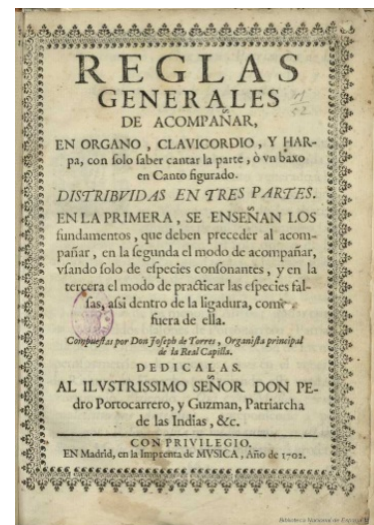 REGLAS
GENERALES
DE ACOMPAÑAR,
EN ORGANO, CLAVICORDIO, Y HAR-
pa, con solo saber cantar la parte, ò vn baxo
en Canto figurado.
DISTRIBVIDAS EN TRES PARTES.
EN LA PRIMERA, SE ENSEÑAN LOS
fundamentos, que deben preceder al acom-
pañar, en la segunda el modo de acompañar,
vsando solo de especies consonantes, y en la
tercera el modo de practicar las especies fal-
sas, assi dentro de la ligadura, como
fuera de ella.
Compuestas por Don Joseph de Torres, Organista principal
de la Real Capilla.
DEDICALAS.
AL ILVSTRISSIMO SEÑOR DON PE-
dro Portocarrero, y Guzman, Patriarcha
de las Indias, &c.
CON PRIVILEGIO.
EN Madrid, en la Imprenta de MVSICA, Año de 1702.
Biblioteca Nacional de España